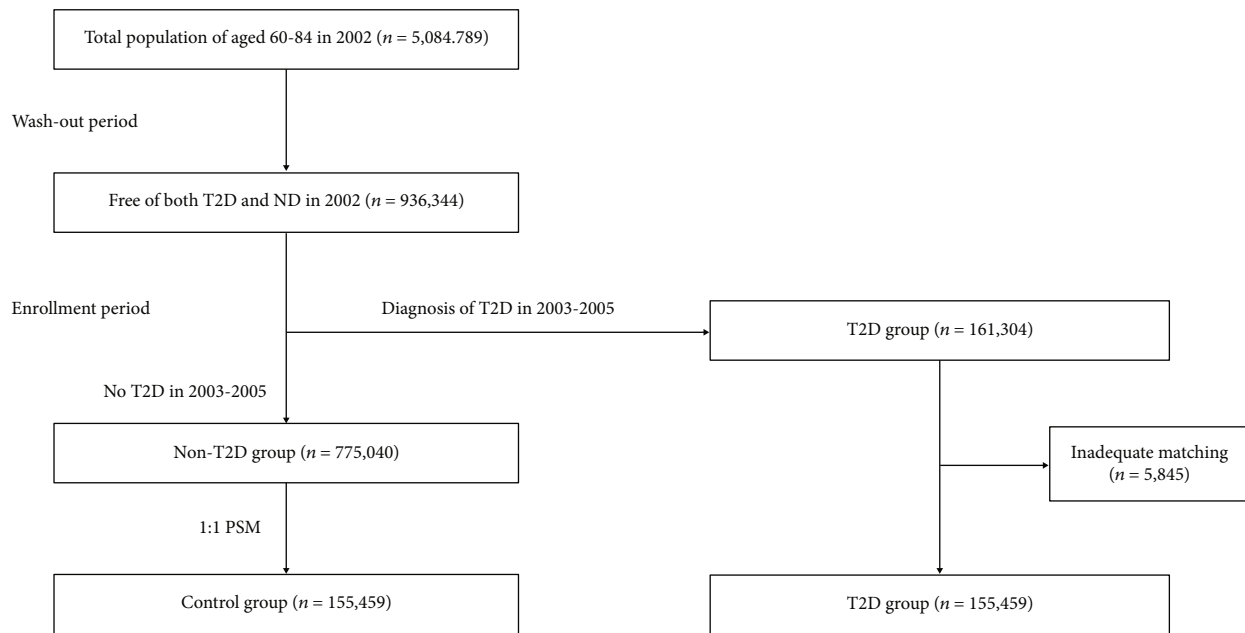 Total population of aged 60-84 in 2002 (n = 5,084.789)
Wash-out period
Free of both T2D and ND in 2002 (n = 936,344)
Enrollment period
Diagnosis of T2D in 2003-2005
T2D group (n = 161,304)
No T2D in 2003-2005
Non-T2D group (n = 775,040)
Inadequate matching
(n = 5,845)
1:1 PSM
Control group (n = 155,459)
T2D group (n = 155,459)